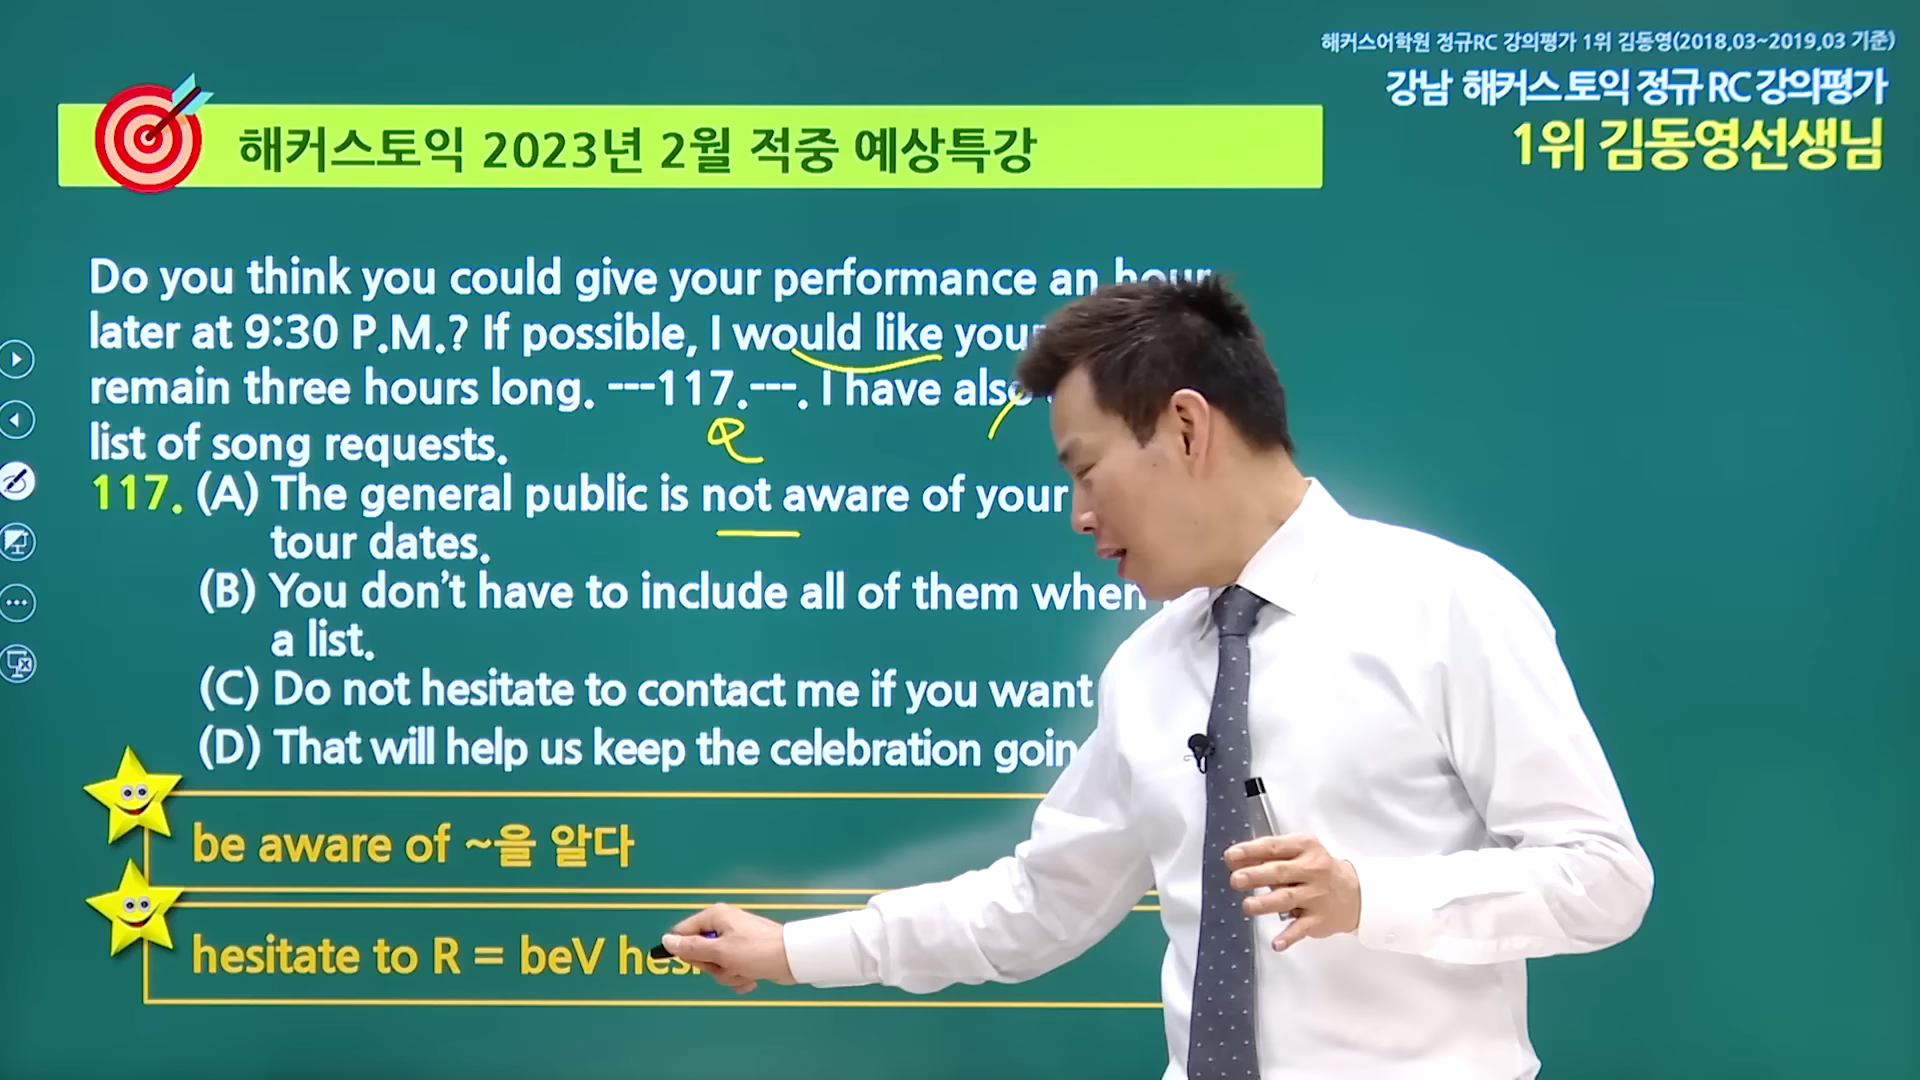 해커스어학원 정규RC 강의평가 1위 김동영(2018.03~2019.03 기준)
강남 해커스 토익 정규 RC 강의평가
1위 김동영선생님
해커스토익 2023년 2월 적중 예상특강
Do you think you could give your performance an hour
later at 9:30 P.M.? If possible, I would like your
remain three hours long. ---117.---. I have also
list of song requests.
117. (A) The general public is not aware of your
tour dates.
(B) You don't have to include all of them when
a list.
(C) Do not hesitate to contact me if you want
(D) That will help us keep the celebration going
be aware of ~을 알다
hesitate to R = beV